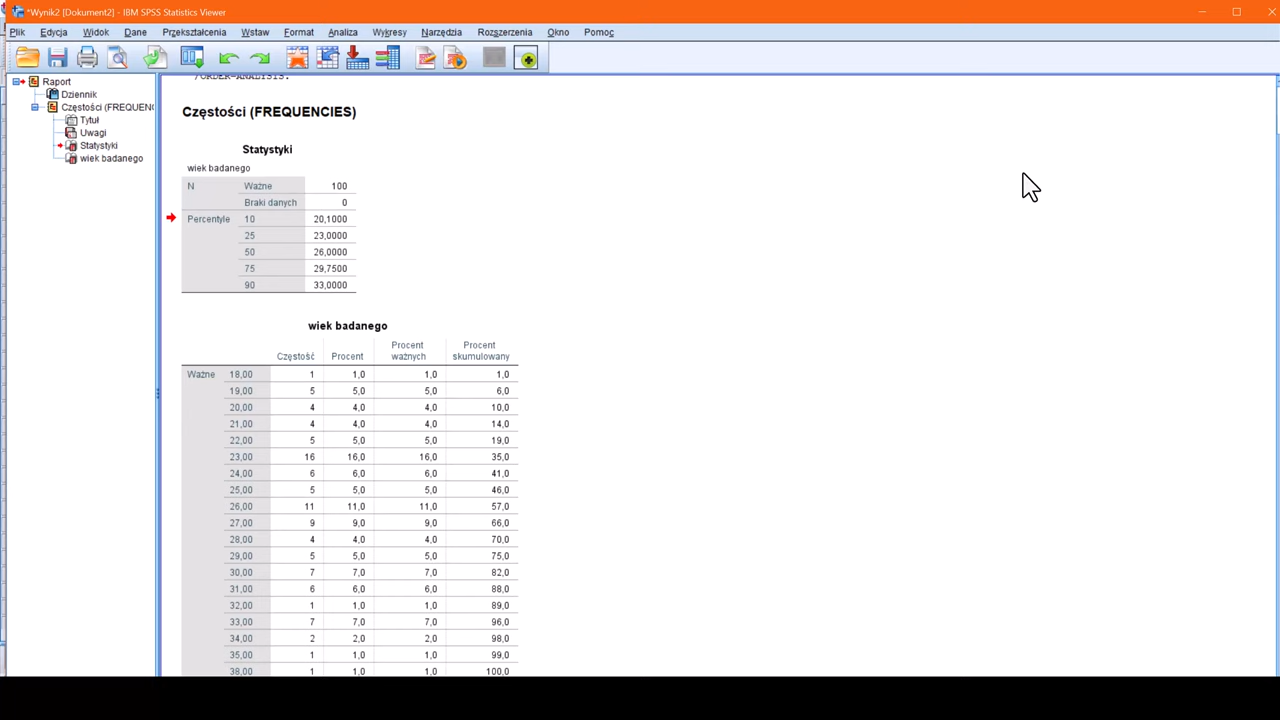 *Wynik2 [Dokument2] - IBM SPSS Statistics Viewer
Plik Edycja Widok Dane Przekształcenia Wstaw Format Analiza Wykresy Narzędzia Rozszerzenia Okno Pomoc
Raport
Dziennik
Częstości (FREQUENC
Tytuł
Uwagi
Statystyki
wiek badanego
/ORDER=ANALYSIS.
Częstości (FREQUENCIES)
Statystyki
wiek badanego
N Ważne 100
Braki danych 0
Percentyle 10 20,1000
25 23,0000
50 26,0000
75 29,7500
90 33,0000
wiek badanego
Częstość Procent Procent ważnych Procent skumulowany
Ważne 18,00 1 1,0 1,0 1,0
19,00 5 5,0 5,0 6,0
20,00 4 4,0 4,0 10,0
21,00 4 4,0 4,0 14,0
22,00 5 5,0 5,0 19,0
23,00 16 16,0 16,0 35,0
24,00 6 6,0 6,0 41,0
25,00 5 5,0 5,0 46,0
26,00 11 11,0 11,0 57,0
27,00 9 9,0 9,0 66,0
28,00 4 4,0 4,0 70,0
29,00 5 5,0 5,0 75,0
30,00 7 7,0 7,0 82,0
31,00 6 6,0 6,0 88,0
32,00 1 1,0 1,0 89,0
33,00 7 7,0 7,0 96,0
34,00 2 2,0 2,0 98,0
35,00 1 1,0 1,0 99,0
38,00 1 1,0 1,0 100,0